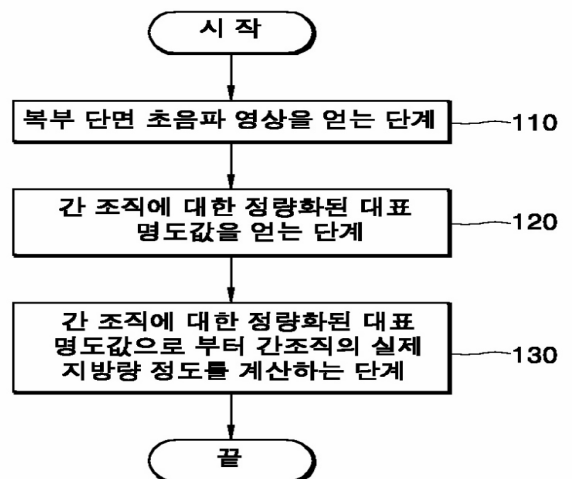 시 작
복부 단면 초음파 영상을 얻는 단계
110
간 조직에 대한 정량화된 대표
명도값을 얻는 단계
120
간 조직에 대한 정량화된 대표
명도값으로 부터 간조직의 실제
지방량 정도를 계산하는 단계
130
끝